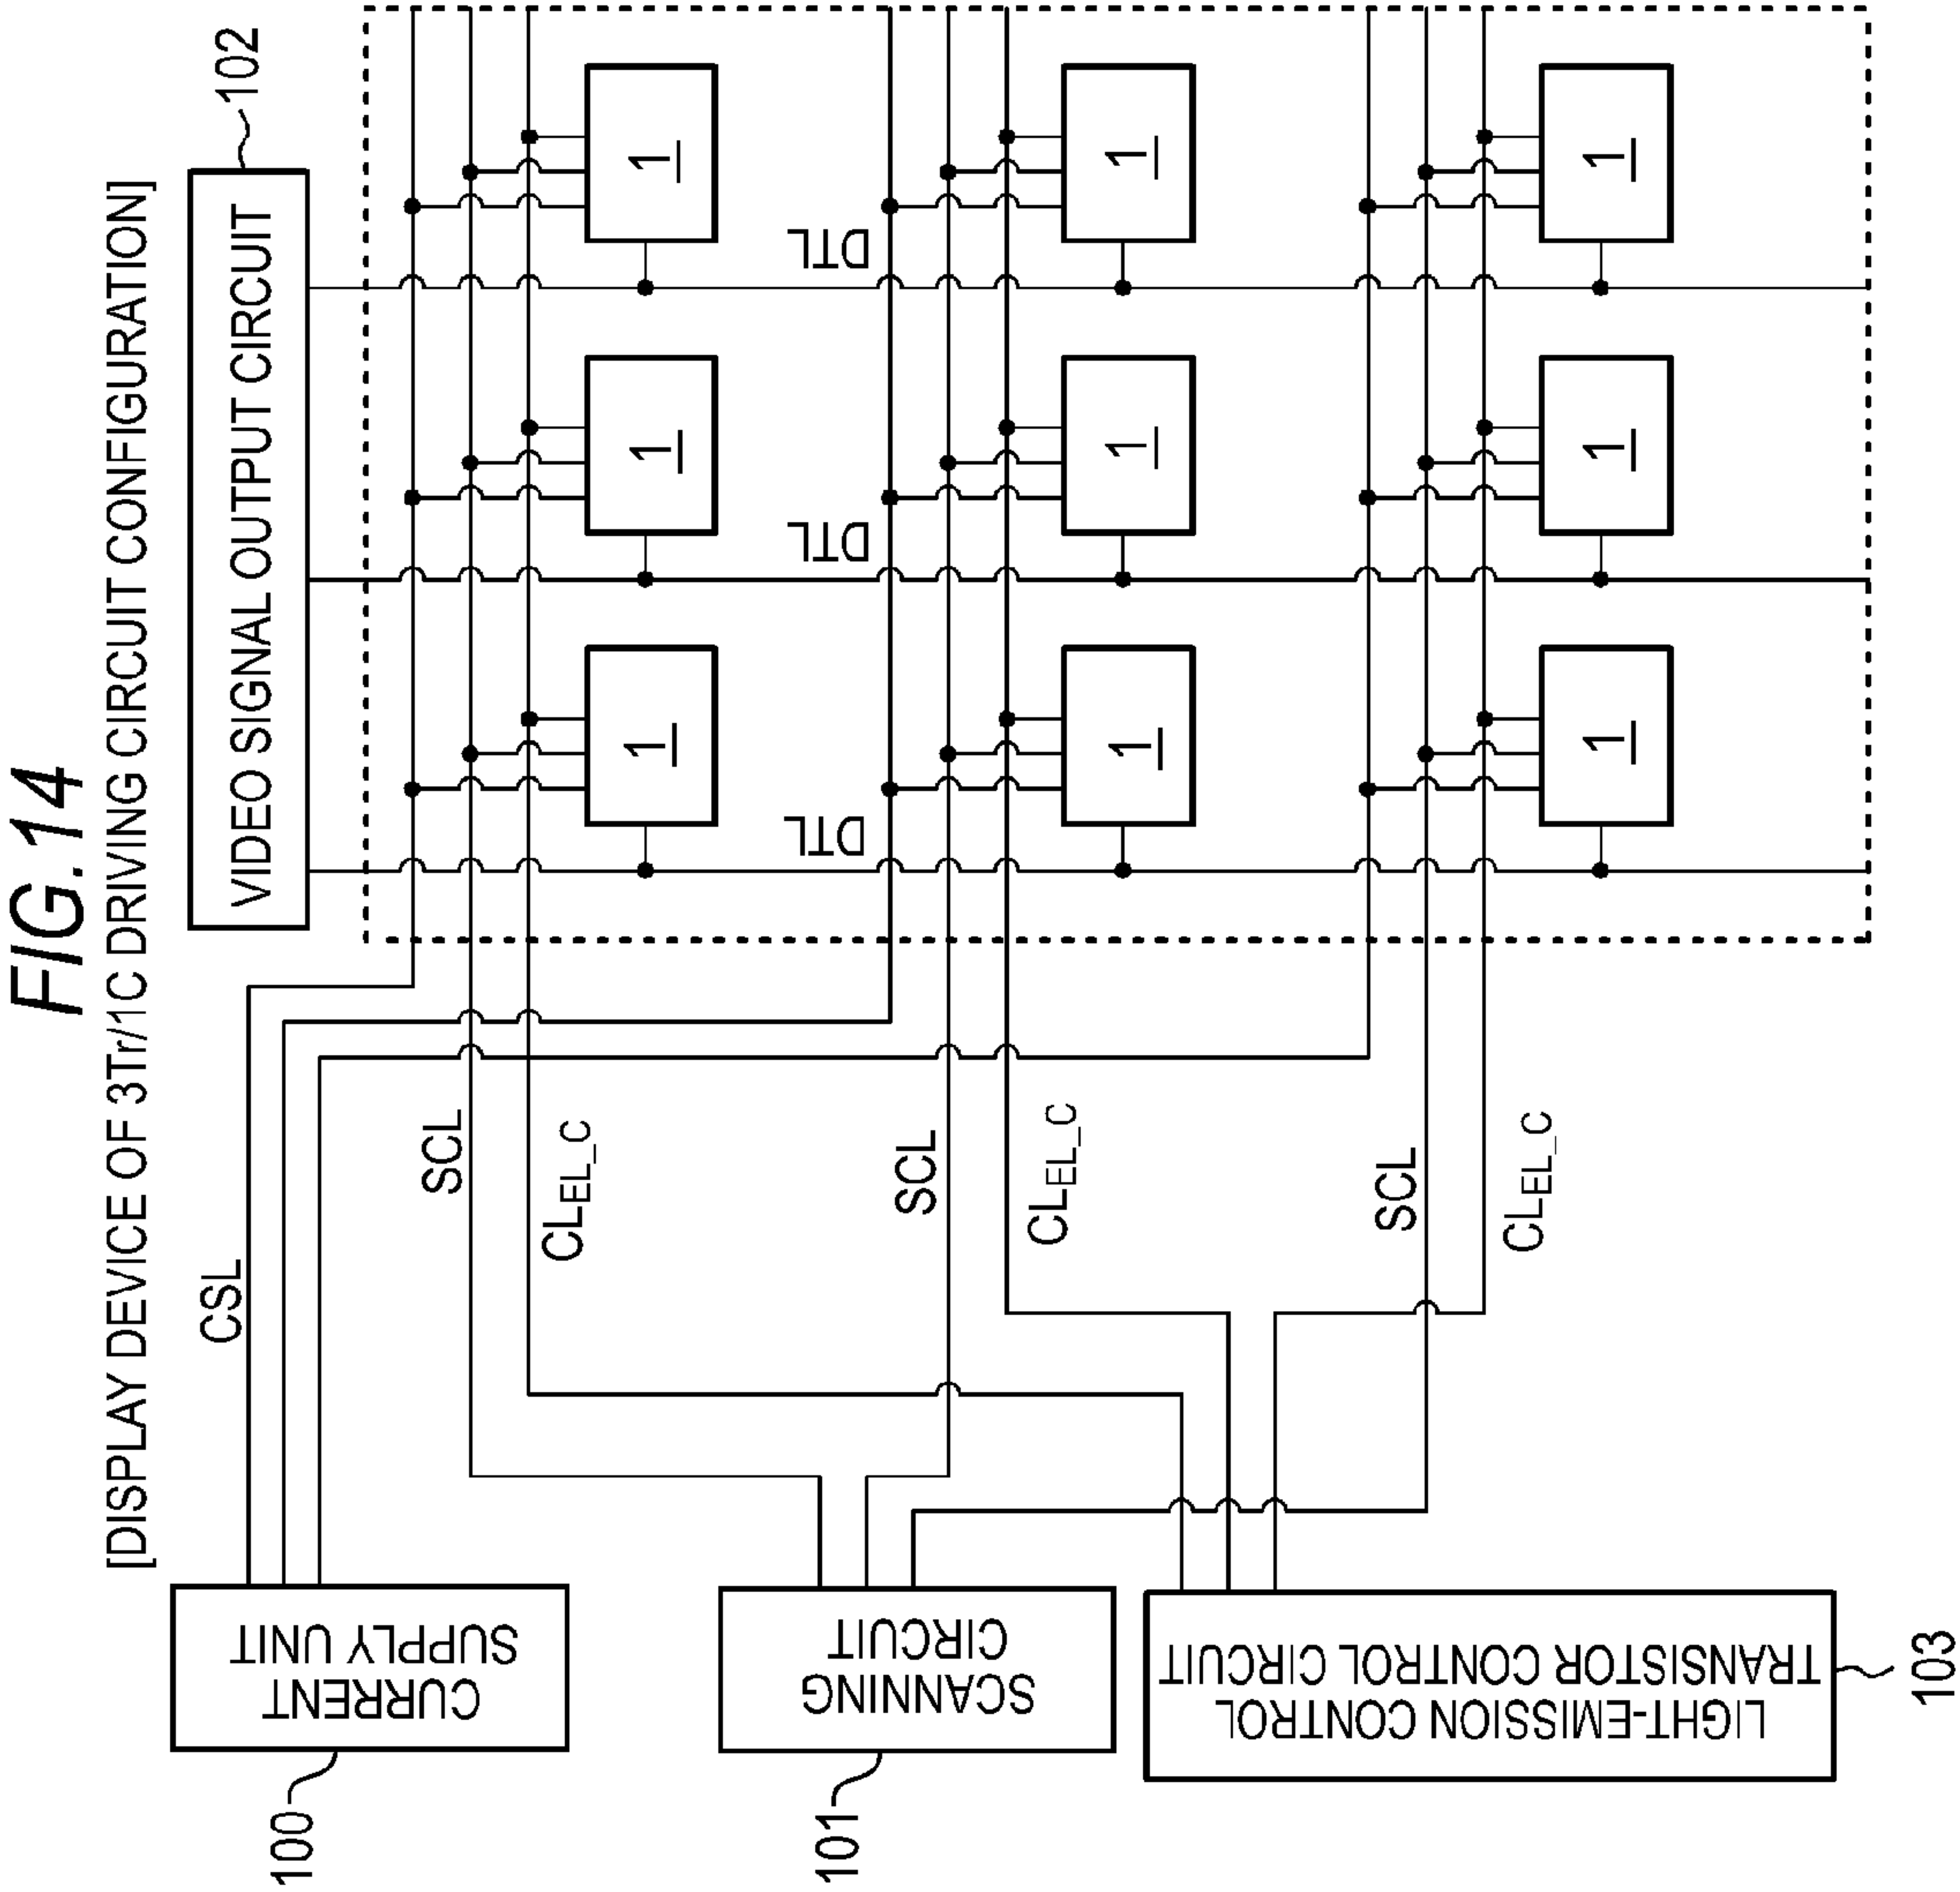 FIG.14
[DISPLAY DEVICE OF 3Tr/1C DRIVING CIRCUIT CONFIGURATION]
102
VIDEO SIGNAL OUTPUT CIRCUIT
100
CURRENT
SUPPLY UNIT
CSL
SCL
CLEL_C
1
1
1
DTL
DTL
DTL
101
SCANNING
CIRCUIT
SCL
CLEL_C
1
1
1
SCL
CLEL_C
1
1
1
LIGHT-EMISSION CONTROL
TRANSISTOR CONTROL CIRCUIT
103